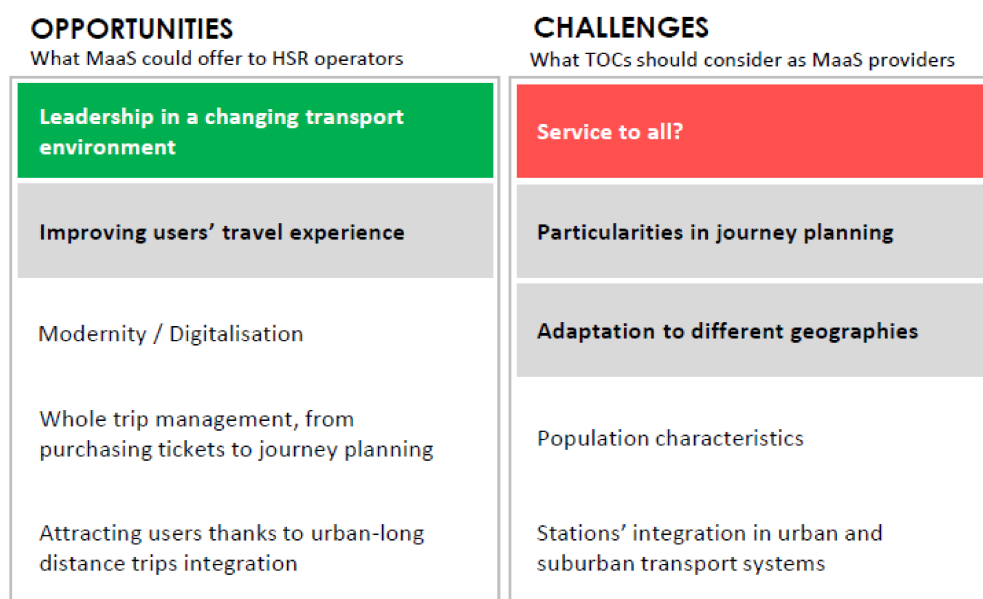 OPPORTUNITIES
What MaaS could offer to HSR operators
Leadership in a changing transport
environment
Improving users’ travel experience
Modernity / Digitalisation
Whole trip management, from
purchasing tickets to journey planning
Attracting users thanks to urban-long
distance trips integration
CHALLENGES
What TOCs should consider as MaaS providers
Service to all?
Particularities in journey planning
Adaptation to different geographies
Population characteristics
Stations’ integration in urban and
suburban transport systems